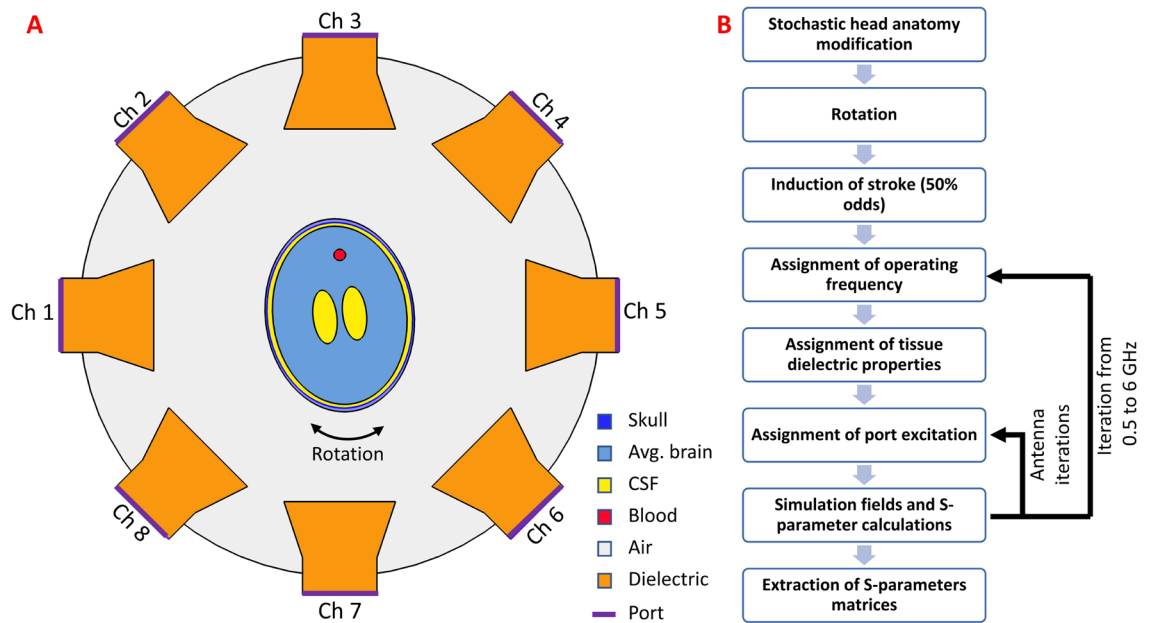 A
Ch 3
Ch 2
Ch 4
Ch 1
Ch 5
Rotation
Ch 8
Ch 6
Ch 7
Skull
Avg. brain
CSF
Blood
Air
Dielectric
Port
B
Stochastic head anatomy
modification
Rotation
Induction of stroke (50%
odds)
Assignment of operating
frequency
Assignment of tissue
dielectric properties
Assignment of port excitation
Simulation fields and S-
parameter calculations
Extraction of S-parameters
matrices
Antenna
iterations
Iteration from
0.5 to 6 GHz